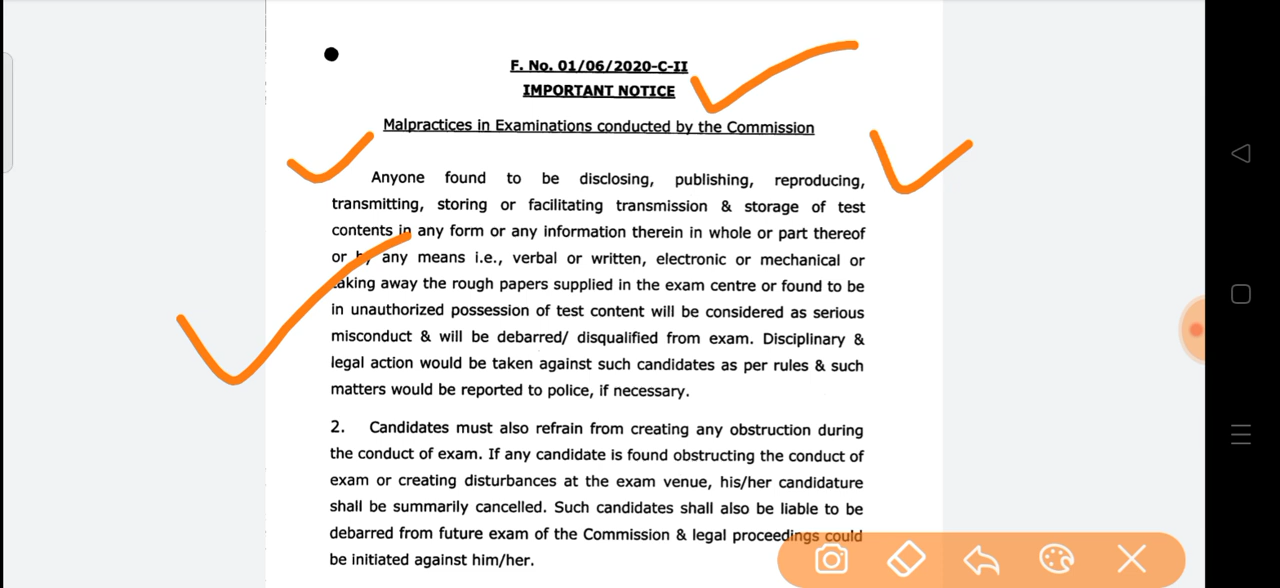 F. No. 01/06/2020-C-II
IMPORTANT NOTICE
Malpractices in Examinations conducted by the Commission
Anyone found to be disclosing, publishing, reproducing,
transmitting, storing or facilitating transmission & storage of test
contents in any form or any information therein in whole or part thereof
or by any means i.e., verbal or written, electronic or mechanical or
taking away the rough papers supplied in the exam centre or found to be
in unauthorized possession of test content will be considered as serious
misconduct & will be debarred/ disqualified from exam. Disciplinary &
legal action would be taken against such candidates as per rules & such
matters would be reported to police, if necessary.
2. Candidates must also refrain from creating any obstruction during
the conduct of exam. If any candidate is found obstructing the conduct of
exam or creating disturbances at the exam venue, his/her candidature
shall be summarily cancelled. Such candidates shall also be liable to be
debarred from future exam of the Commission & legal proceedings could
be initiated against him/her.